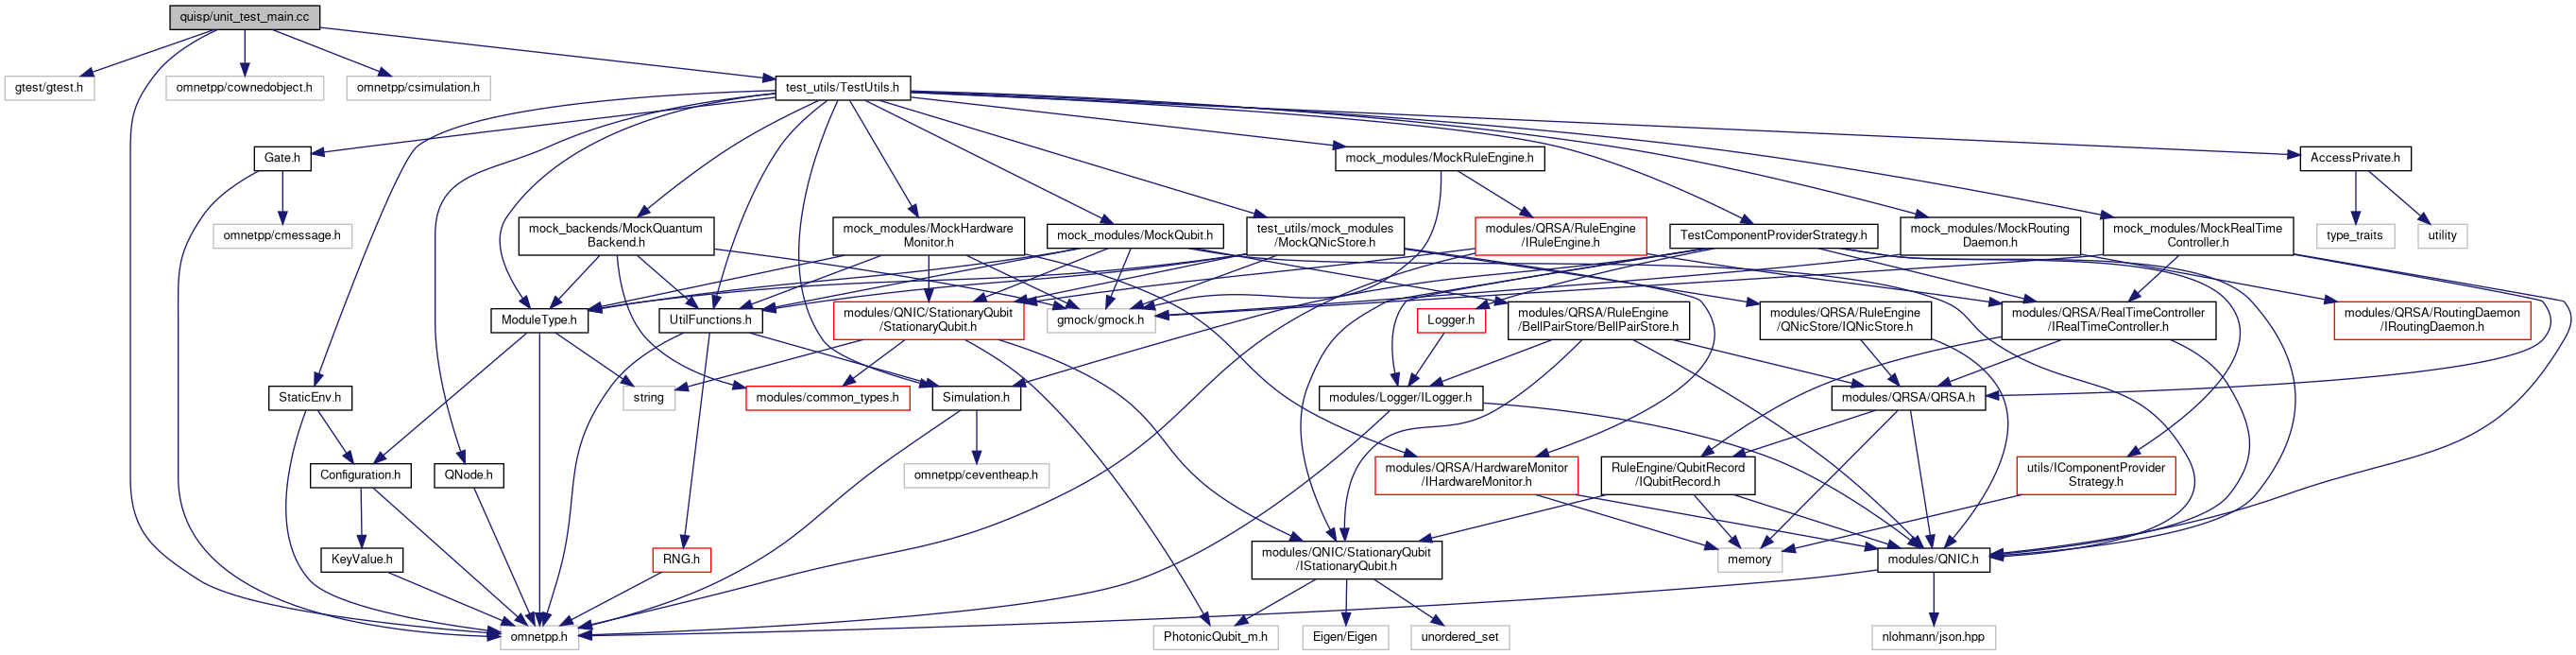 quisp/unit_test_main.cc
gtest/gtest.h
omnetpp/cownedobject.h
omnetpp/csimulation.h
test_utils/TestUtils.h
Gate.h
mock_modules/MockRuleEngine.h
AccessPrivate.h
omnetpp/cmessage.h
mock_backends/MockQuantum
Backend.h
mock_modules/MockHardware
Monitor.h
mock_modules/MockQubit.h
test_utils/mock_modules
/MockQNicStore.h
modules/QRSA/RuleEngine
/IRuleEngine.h
TestComponentProviderStrategy.h
mock_modules/MockRouting
Daemon.h
mock_modules/MockRealTime
Controller.h
type_traits
utility
ModuleType.h
UtilFunctions.h
modules/QNIC/StationaryQubit
/StationaryQubit.h
gmock/gmock.h
Logger.h
modules/QRSA/RuleEngine
/BellPairStore/BellPairStore.h
modules/QRSA/RuleEngine
/QNicStore/IQNicStore.h
modules/QRSA/RealTimeController
/IRealTimeController.h
modules/QRSA/RoutingDaemon
/IRoutingDaemon.h
StaticEnv.h
string
modules/common_types.h
Simulation.h
modules/Logger/ILogger.h
modules/QRSA/QRSA.h
Configuration.h
QNode.h
omnetpp/ceventheap.h
modules/QRSA/HardwareMonitor
/IHardwareMonitor.h
RuleEngine/QubitRecord
/IQubitRecord.h
utils/IComponentProvider
Strategy.h
KeyValue.h
RNG.h
modules/QNIC/StationaryQubit
/IStationaryQubit.h
memory
modules/QNIC.h
omnetpp.h
PhotonicQubit_m.h
Eigen/Eigen
unordered_set
nlohmann/json.hpp